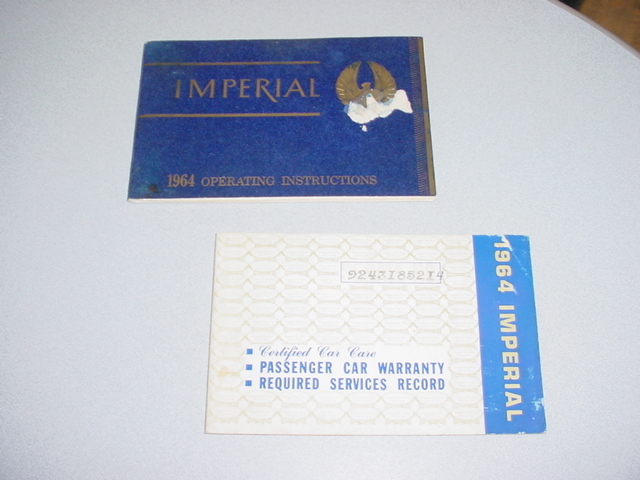 IMPERIAL
1964 OPERATING INSTRUCTIONS
9243185214
Certified Car Care
PASSENGER CAR WARRANTY
REQUIRED SERVICES RECORD
1964 IMPERIAL